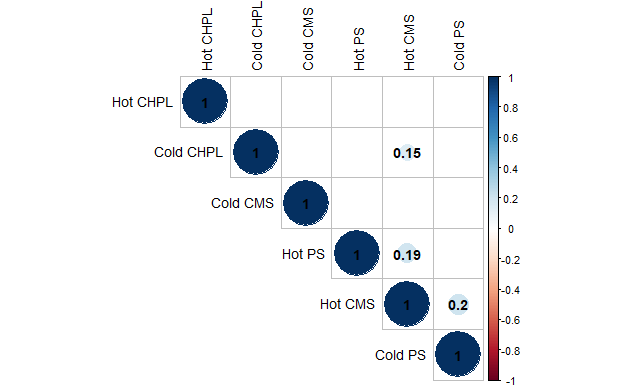 Hot CHPL
Cold CHPL
Cold CMS
Hot PS
Hot CMS
Cold PS
Hot CHPL 1
Cold CHPL 1 0.15
Cold CMS 1
Hot PS 1 0.19
Hot CMS 1 0.2
Cold PS 1
1
0.8
0.6
0.4
0.2
0
-0.2
-0.4
-0.6
-0.8
-1